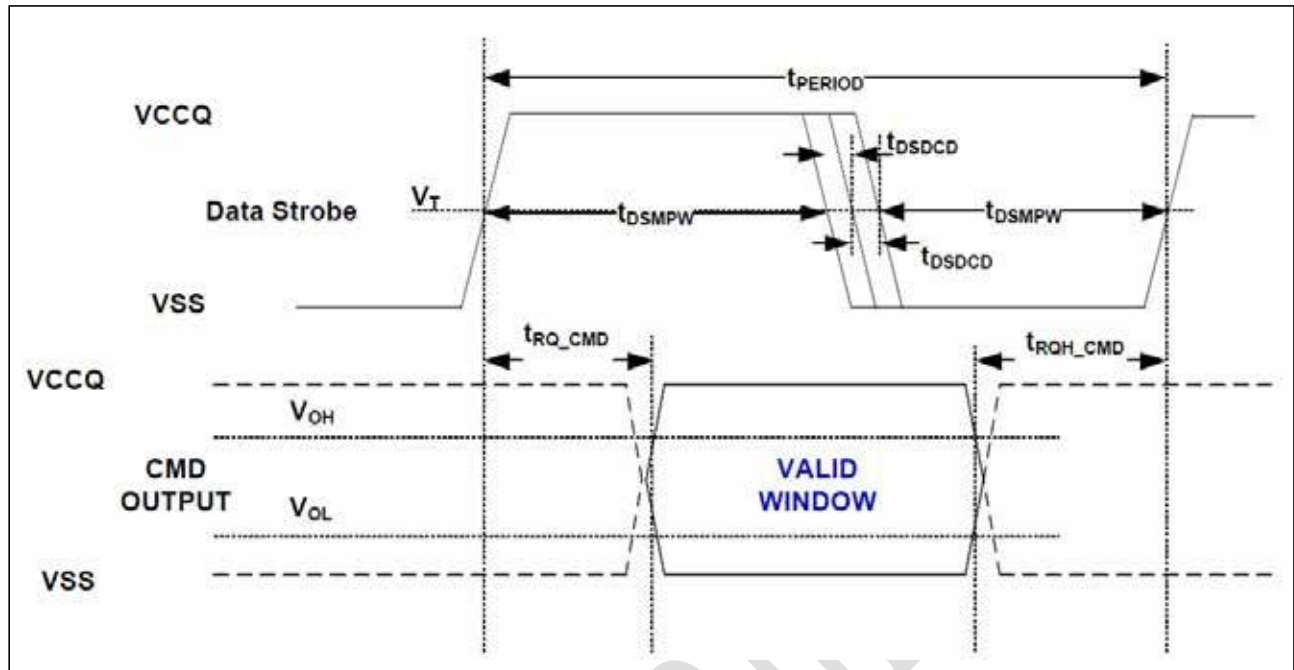 tPERIOD
VCCQ
tDSDCD
VT
Data Strobe
tDSMPW
tDSMPW
tDSDCD
VSS
tRQ_CMD
tRQH_CMD
VCCQ
VOH
CMD
OUTPUT
VALID
WINDOW
VOL
VSS